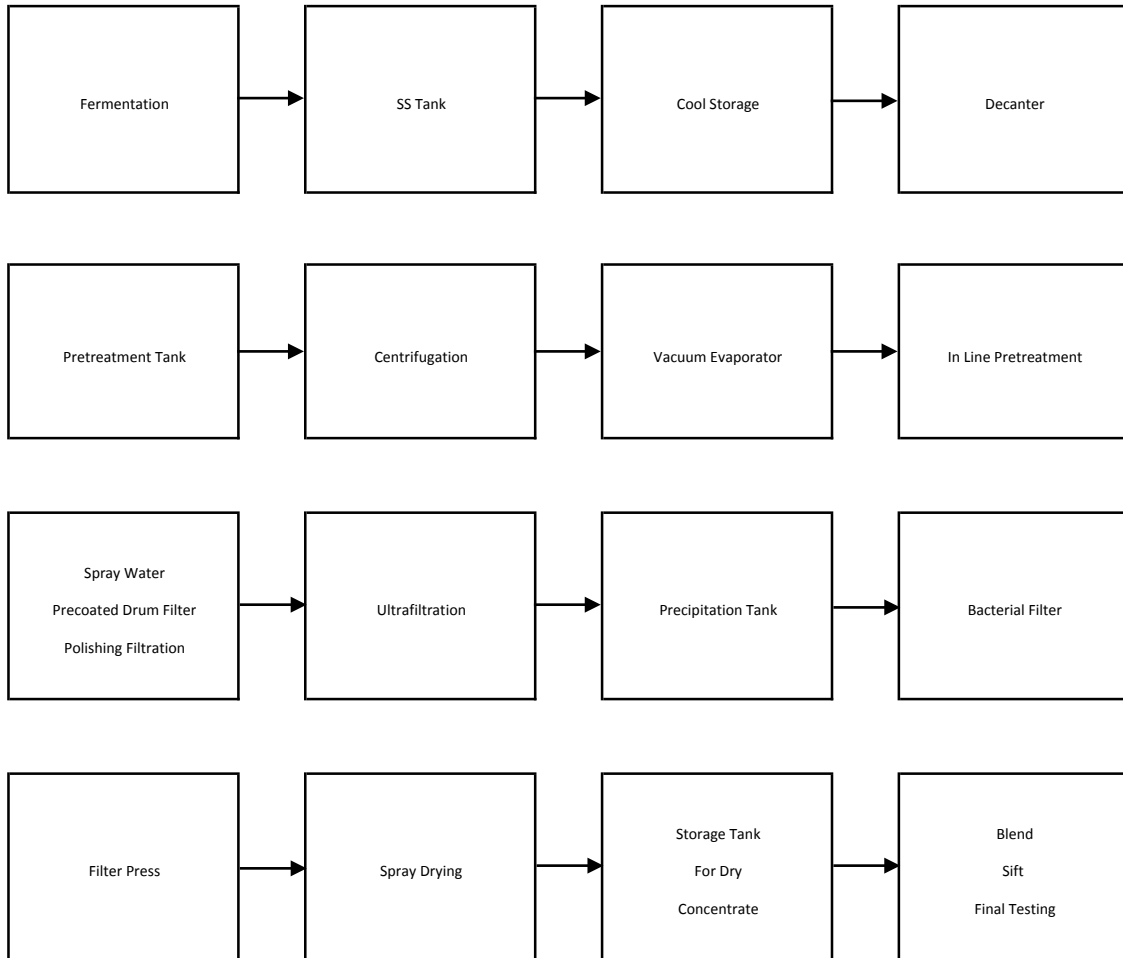 Fermentation
SS Tank
Cool Storage
Decanter
Pretreatment Tank
Centrifugation
Vacuum Evaporator
In Line Pretreatment
Spray Water
Precoated Drum Filter
Polishing Filtration
Ultrafiltration
Precipitation Tank
Bacterial Filter
Filter Press
Spray Drying
Storage Tank
For Dry
Concentrate
Blend
Sift
Final Testing